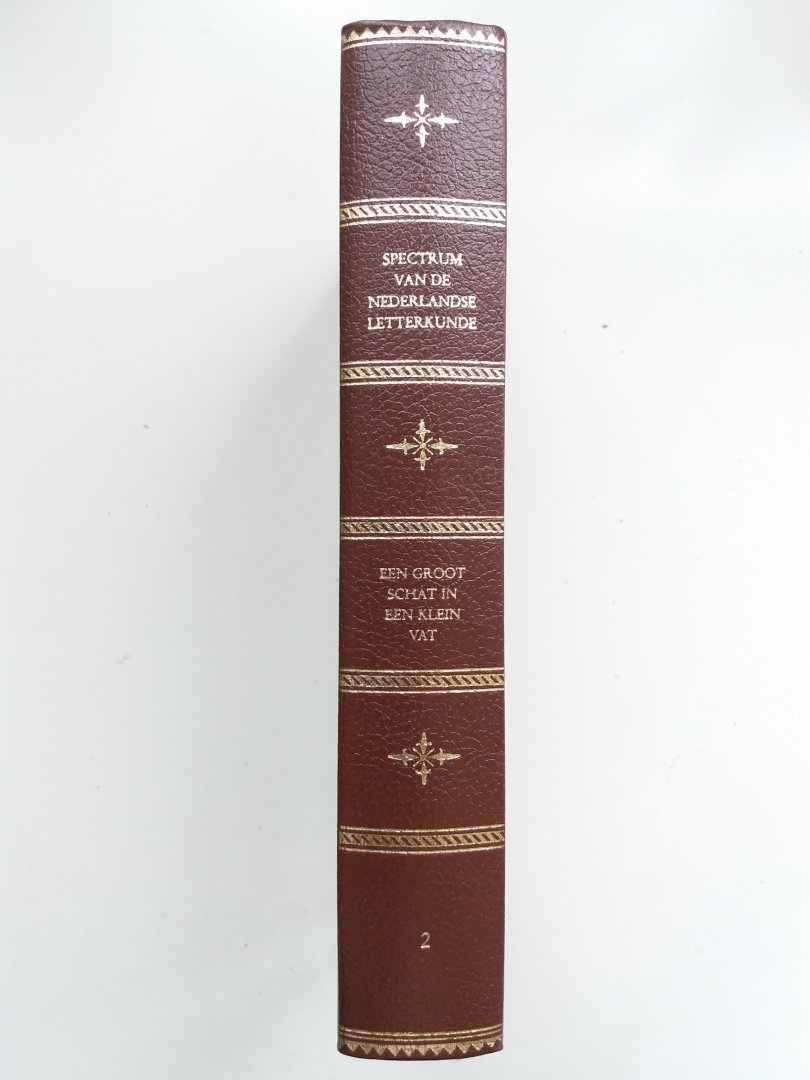 SPECTRUM
VAN DE
NEDERLANDSE
LETTERKUNDE
EEN GROOT
SCHAT IN
EEN KLEIN
VAT
2